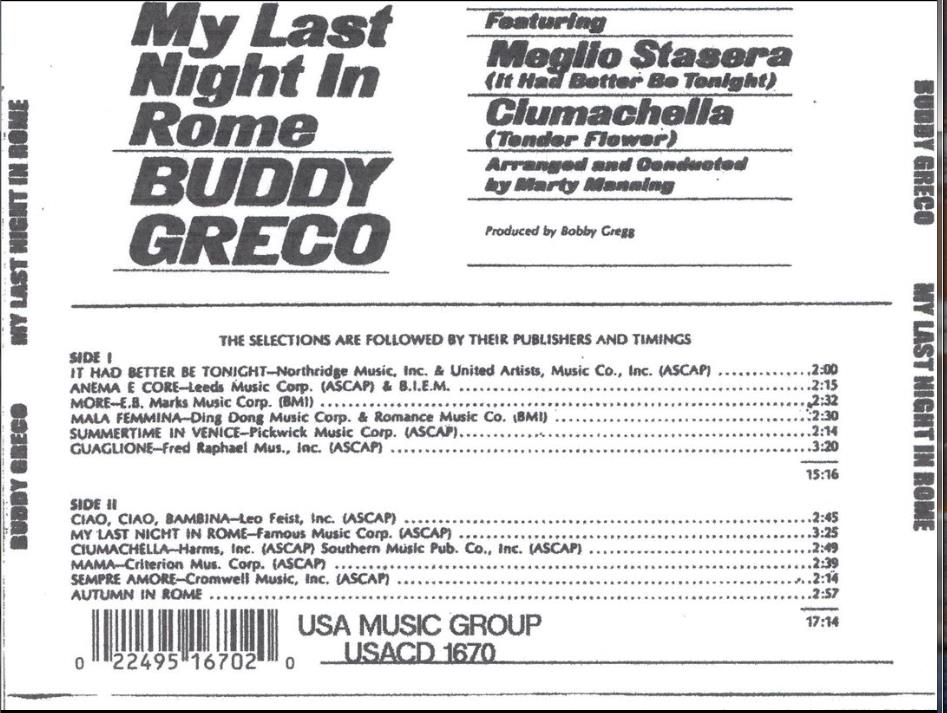 My Last
Night In
Rome
BUDDY
GRECO
Featuring
Meglio Stasera
(It Had Better Be Tonight)
Ciumachella
(Tender Flower)
Arranged and Conducted
by Marty Manning
Produced by Bobby Gregg
MY LAST NIGHT IN ROME
BUDDY GRECO
BUDDY GRECO
MY LAST NIGHT IN ROME
THE SELECTIONS ARE FOLLOWED BY THEIR PUBLISHERS AND TIMINGS
SIDE I
IT HAD BETTER BE TONIGHT—Northridge Music, Inc. & United Artists, Music Co., Inc. (ASCAP) ..............2:00
ANEMA E CORE—Leeds Music Corp. (ASCAP) & B.I.E.M. ..............2:15
MORE—E.B. Marks Music Corp. (BMI) ..............2:32
MALA FEMMINA—Ding Dong Music Corp. & Romance Music Co. (BMI) ..............2:30
SUMMERTIME IN VENICE—Pickwick Music Corp. (ASCAP)..............2:14
GUAGLIONE—Fred Raphael Mus., Inc. (ASCAP) ..............3:20
15:16
SIDE II
CIAO, CIAO, BAMBINA—Leo Feist, Inc. (ASCAP) ..............2:45
MY LAST NIGHT IN ROME—Famous Music Corp. (ASCAP) ..............3:25
CIUMACHELLA—Harms, Inc. (ASCAP) Southern Music Pub. Co., Inc. (ASCAP) ..............2:49
MAMA—Criterion Mus. Corp. (ASCAP) ..............2:39
SEMPRE AMORE—Cromwell Music, Inc. (ASCAP) ..............2:14
AUTUMN IN ROME ..............2:57
17:14
USA MUSIC GROUP
USACD 1670
0 22495 16702 0